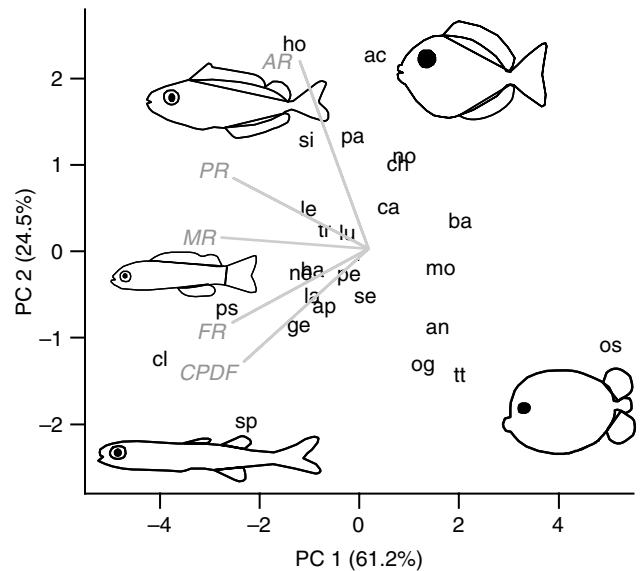 ho
AR
ac
2
si
pa
no
ch
1
PR
le
ca
ti
lu
ba
MR
0
ne
ba
pe
mo
la
ap
se
ps
FR
ge
an
−1
cl
CPDF
og
tt
os
−2
sp
PC 2 (24.5%)
−4
−2
0
2
4
PC 1 (61.2%)